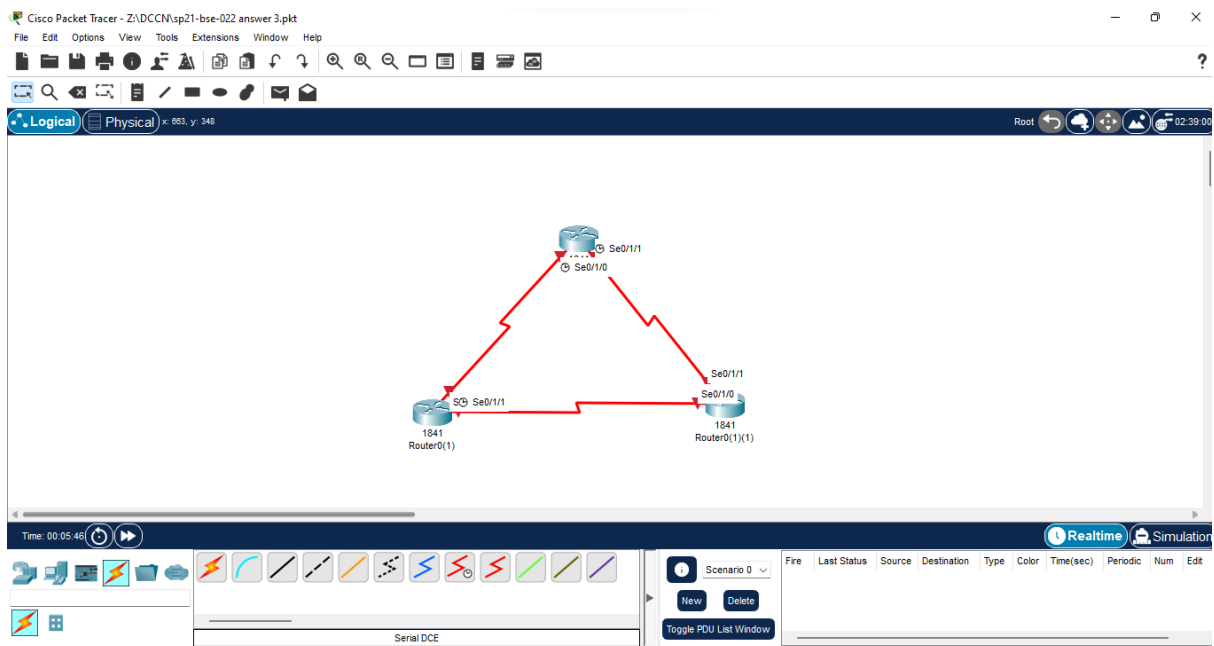 Cisco Packet Tracer - Z:\DCCN\sp21-bse-022 answer 3.pkt
File Edit Options View Tools Extensions Window Help
?
Logical Physical x: 663, y: 348 Root 02:39:00
Se0/1/1
Se0/1/0
Se0/1/1
Se0/1/0
S Se0/1/1
1841
Router0(1)
1841
Router0(1)(1)
Time: 00:05:46 Realtime Simulation
Scenario 0
Fire Last Status Source Destination Type Color Time(sec) Periodic Num Edit
New Delete
Toggle PDU List Window
Serial DCE